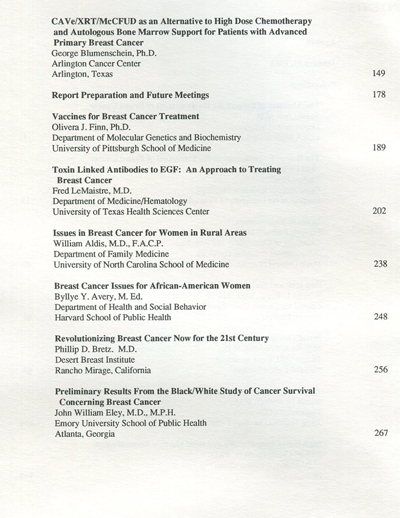 CAVe/XRT/McCFUD as an Alternative to High Dose Chemotherapy
and Autologous Bone Marrow Support for Patients with Advanced
Primary Breast Cancer
George Blumenschein, Ph.D.
Arlington Cancer Center
Arlington, Texas 149
Report Preparation and Future Meetings 178
Vaccines for Breast Cancer Treatment
Olivera J. Finn, Ph.D.
Department of Molecular Genetics and Biochemistry
University of Pittsburgh School of Medicine 189
Toxin Linked Antibodies to EGF: An Approach to Treating
Breast Cancer
Fred LeMaistre, M.D.
Department of Medicine/Hematology
University of Texas Health Sciences Center 202
Issues in Breast Cancer for Women in Rural Areas
William Aldis, M.D., F.A.C.P.
Department of Family Medicine
University of North Carolina School of Medicine 238
Breast Cancer Issues for African-American Women
Byllye Y. Avery, M. Ed.
Department of Health and Social Behavior
Harvard School of Public Health 248
Revolutionizing Breast Cancer Now for the 21st Century
Phillip D. Bretz. M.D.
Desert Breast Institute
Rancho Mirage, California 256
Preliminary Results From the Black/White Study of Cancer Survival
Concerning Breast Cancer
John William Eley, M.D., M.P.H.
Emory University School of Public Health
Atlanta, Georgia 267